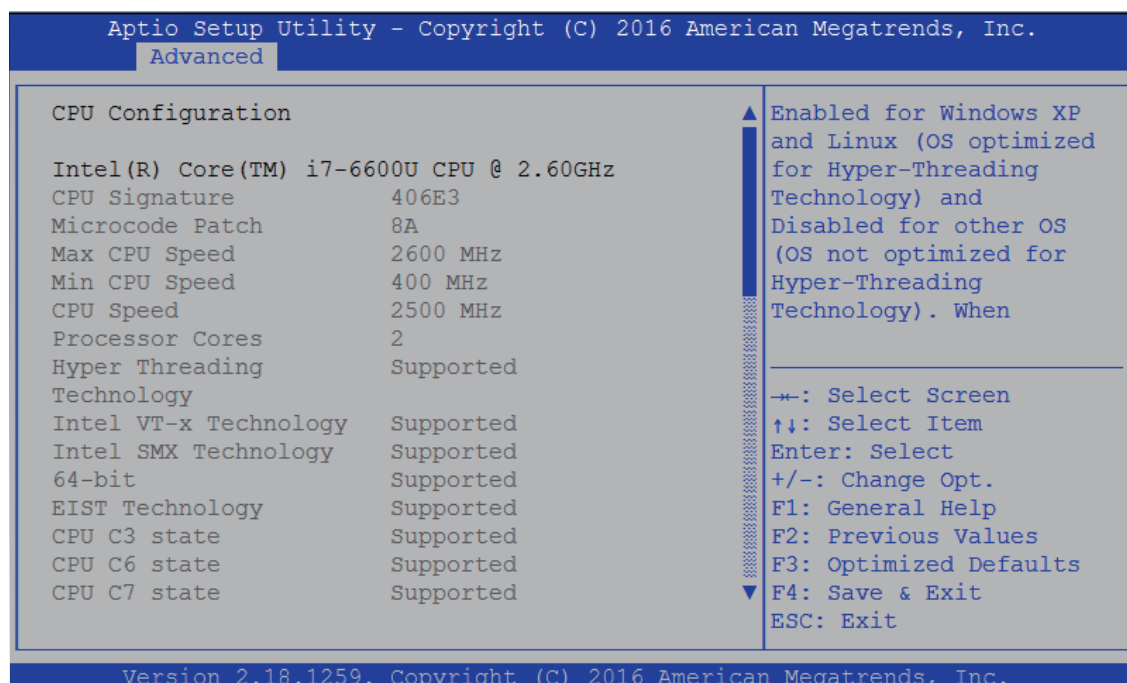 Aptio Setup Utility - Copyright (C) 2016 American Megatrends, Inc.
Advanced
CPU Configuration
Intel(R) Core(TM) i7-6600U CPU @ 2.60GHz
CPU Signature 406E3
Microcode Patch 8A
Max CPU Speed 2600 MHz
Min CPU Speed 400 MHz
CPU Speed 2500 MHz
Processor Cores 2
Hyper Threading Supported
Technology
Intel VT-x Technology Supported
Intel SMX Technology Supported
64-bit Supported
EIST Technology Supported
CPU C3 state Supported
CPU C6 state Supported
CPU C7 state Supported
Enabled for Windows XP
and Linux (OS optimized
for Hyper-Threading
Technology) and
Disabled for other OS
(OS not optimized for
Hyper-Threading
Technology). When
→←: Select Screen
↑↓: Select Item
Enter: Select
+/-: Change Opt.
F1: General Help
F2: Previous Values
F3: Optimized Defaults
F4: Save & Exit
ESC: Exit
Version 2.18.1259. Copyright (C) 2016 American Megatrends, Inc.